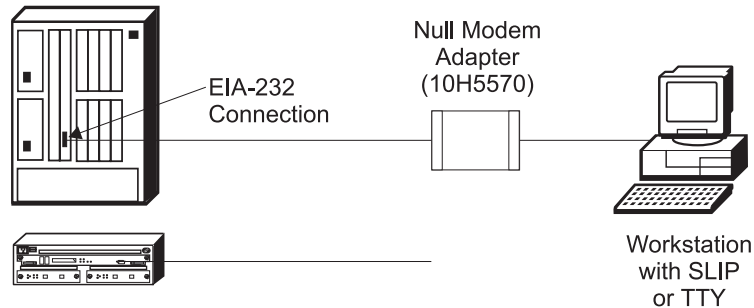 Null Modem
Adapter
(10H5570)
EIA-232
Connection
Workstation
with SLIP
or TTY